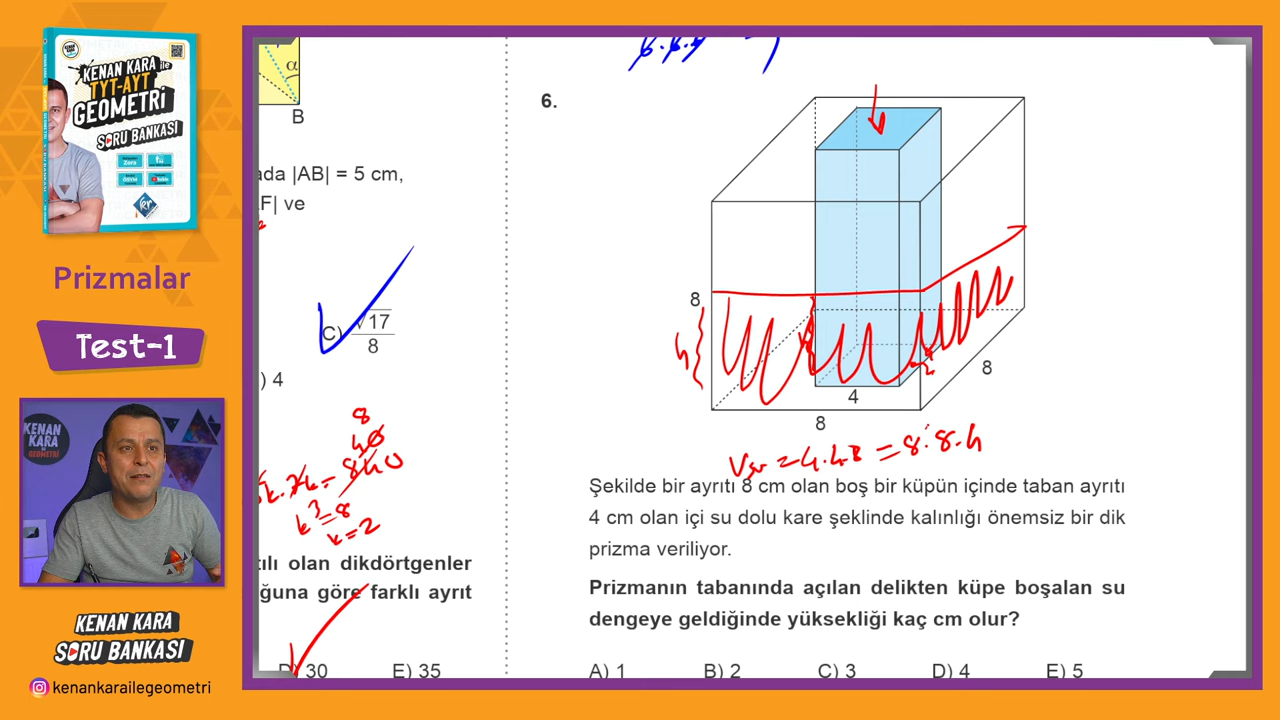 KENAN KARA ile
TYT-AYT
GEOMETRİ
SORU BANKASI
Prizmalar
Test-1
KENAN
KARA
GEOMETRİ
KENAN KARA
SORU BANKASI
kenankarailegeometri
α
B
ada |AB| = 5 cm,
F| ve
C) √17
8
) 4
8
40
840
k³=8
k=2
tılı olan dikdörtgenler
ğuna göre farklı ayrıt
D) 30 E) 35
6.
8
h
4
8
8
Vsu = 4.4.8 = 8.8.h
Şekilde bir ayrıtı 8 cm olan boş bir küpün içinde taban ayrıtı
4 cm olan içi su dolu kare şeklinde kalınlığı önemsiz bir dik
prizma veriliyor.
Prizmanın tabanında açılan delikten küpe boşalan su
dengeye geldiğinde yüksekliği kaç cm olur?
A) 1 B) 2 C) 3 D) 4 E) 5